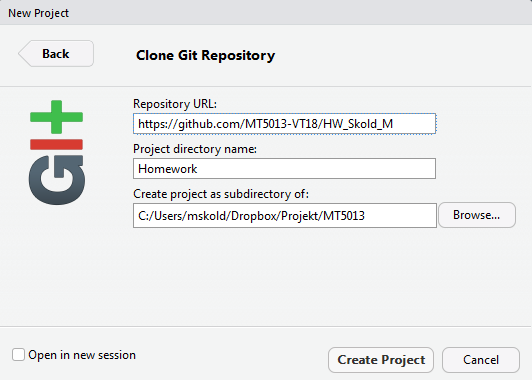 New Project
Back
Clone Git Repository
Repository URL:
https://github.com/MT5013-VT18/HW_Skold_M
Project directory name:
Homework
Create project as subdirectory of:
C:/Users/mskold/Dropbox/Projekt/MT5013
Browse...
GIt
Open in new session
Create Project
Cancel